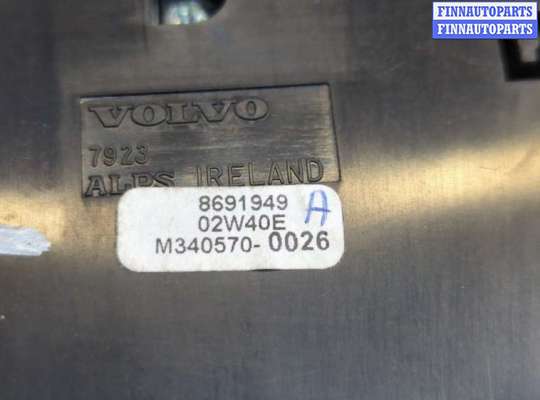 FINNAUTOPARTS
FINNAUTOPARTS
VOLVO
7923
ALPS IRELAND
8691949 A
02W40E
M340570-0026